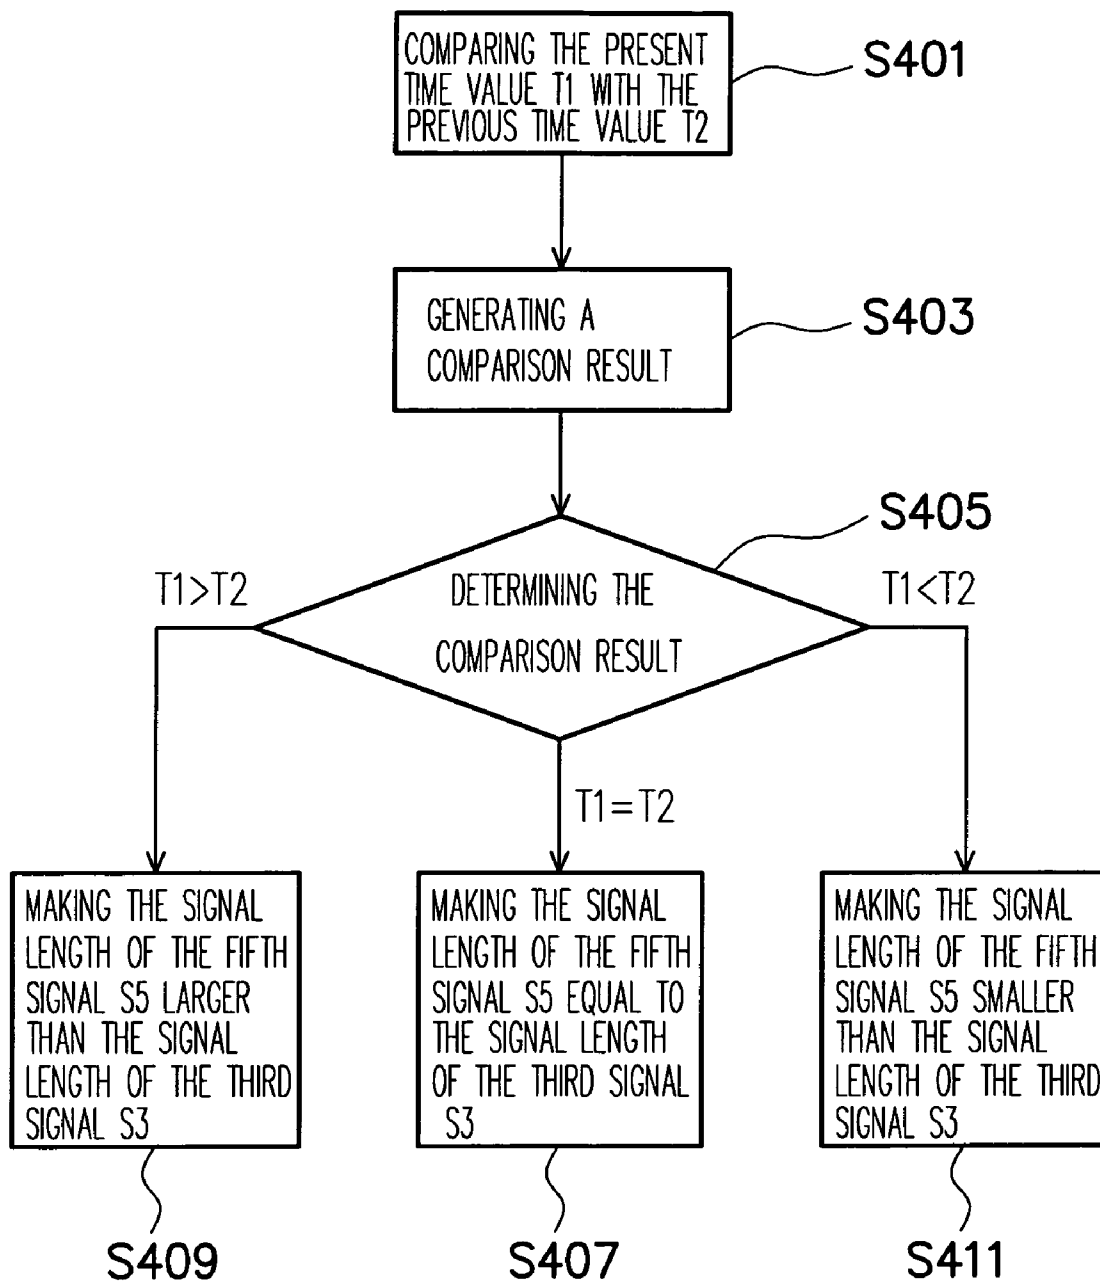 COMPARING THE PRESENT
TIME VALUE T1 WITH THE
PREVIOUS TIME VALUE T2
S401
GENERATING A
COMPARISON RESULT
S403
S405
T1>T2
DETERMINING THE
COMPARISON RESULT
T1<T2
T1=T2
MAKING THE SIGNAL
LENGTH OF THE FIFTH
SIGNAL S5 LARGER
THAN THE SIGNAL
LENGTH OF THE THIRD
SIGNAL S3
MAKING THE SIGNAL
LENGTH OF THE FIFTH
SIGNAL S5 EQUAL TO
THE SIGNAL LENGTH
OF THE THIRD SIGNAL
S3
MAKING THE SIGNAL
LENGTH OF THE FIFTH
SIGNAL S5 SMALLER
THAN THE SIGNAL
LENGTH OF THE THIRD
SIGNAL S3
S409
S407
S411